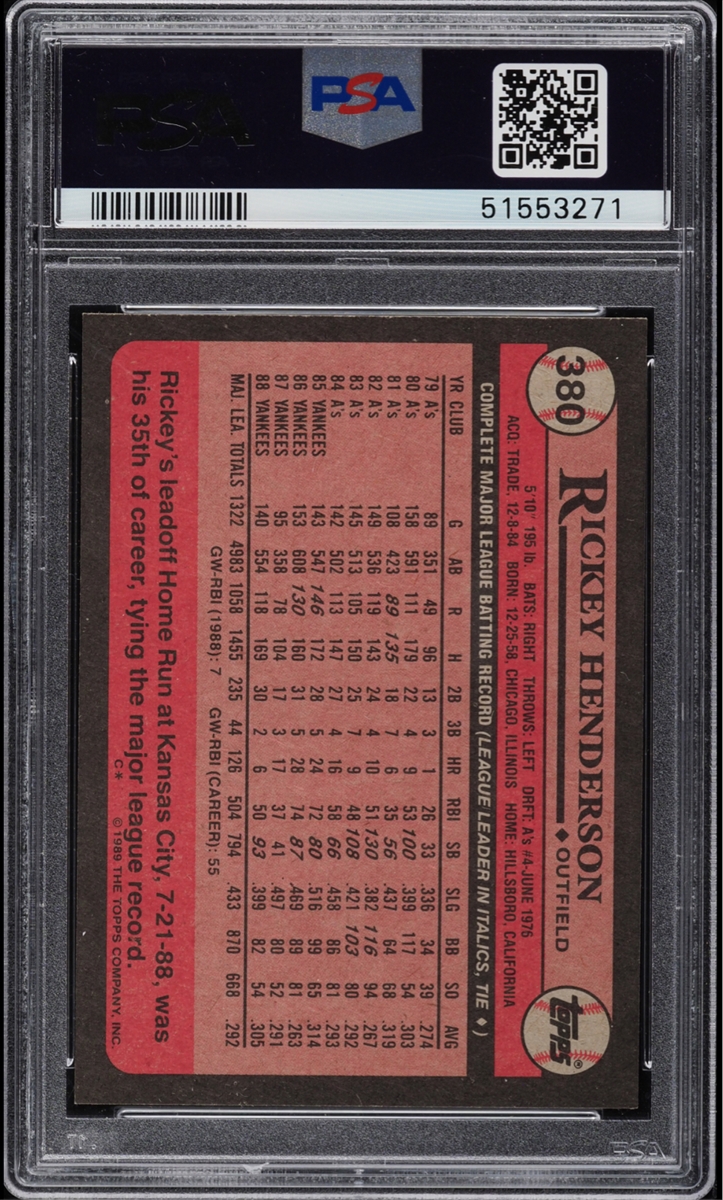 PSA
PSA
51553271
380
RICKEY HENDERSON ♦ OUTFIELD
topps®
5'10" 195 lb. BATS: RIGHT THROWS: LEFT DRFT: A's #4-JUNE 1976
ACQ: TRADE, 12-8-84 BORN: 12-25-58, CHICAGO, ILLINOIS HOME: HILLSBORO, CALIFORNIA
COMPLETE MAJOR LEAGUE BATTING RECORD (LEAGUE LEADER IN ITALICS, TIE ♦)
YR CLUB G AB R H 2B 3B HR RBI SB SLG BB SO AVG
79 A's 89 351 49 96 13 3 1 26 33 .336 34 39 .274
80 A's 158 591 111 179 22 4 9 53 100 .399 117 54 .303
81 A's 108 423 89 135 18 7 6 35 56 .437 64 68 .319
82 A's 149 536 119 143 24 4 10 51 130 .382 116 94 .267
83 A's 145 513 105 150 25 7 9 48 108 .421 103 80 .292
84 A's 142 502 113 147 27 4 16 58 66 .458 86 81 .293
85 YANKEES 143 547 146 172 28 5 24 72 80 .516 99 65 .314
86 YANKEES 153 608 130 160 31 5 28 74 87 .469 89 81 .263
87 YANKEES 95 358 78 104 17 3 17 37 41 .497 80 52 .291
88 YANKEES 140 554 118 169 30 2 6 50 93 .399 82 54 .305
MAJ. LEA. TOTALS 1322 4983 1058 1455 235 44 126 504 794 .433 870 668 .292
GW-RBI (1988): 7 GW-RBI (CAREER): 55
Rickey's leadoff Home Run at Kansas City, 7-21-88, was
his 35th of career, tying the major league record.
C* © 1989 THE TOPPS COMPANY, INC.
PSA